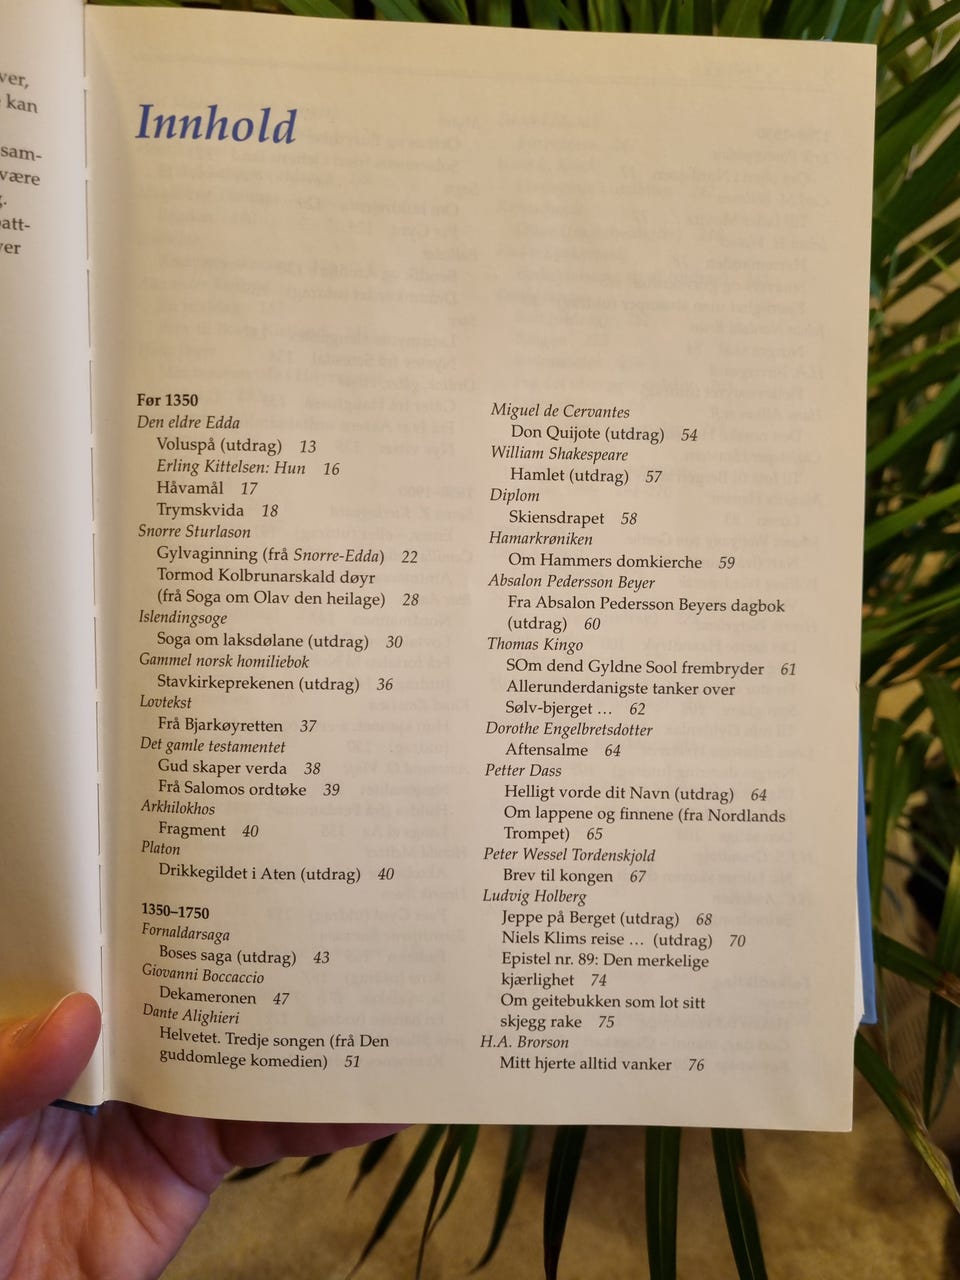 ver,
kan
sam-
være
att-
ver
Innhold
Før 1350
Den eldre Edda
Voluspå (utdrag) 13
Erling Kittelsen: Hun 16
Håvamål 17
Trymskvida 18
Snorre Sturlason
Gylvaginning (frå Snorre-Edda) 22
Tormod Kolbrunarskald døyr
(frå Soga om Olav den heilage) 28
Islendingsoge
Soga om laksdølane (utdrag) 30
Gammel norsk homiliebok
Stavkirkeprekenen (utdrag) 36
Lovtekst
Frå Bjarkøyretten 37
Det gamle testamentet
Gud skaper verda 38
Frå Salomos ordtøke 39
Arkhilokhos
Fragment 40
Platon
Drikkegildet i Aten (utdrag) 40
1350–1750
Fornaldarsaga
Boses saga (utdrag) 43
Giovanni Boccaccio
Dekameronen 47
Dante Alighieri
Helvetet. Tredje songen (frå Den
guddomlege komedien) 51
Miguel de Cervantes
Don Quijote (utdrag) 54
William Shakespeare
Hamlet (utdrag) 57
Diplom
Skiensdrapet 58
Hamarkrøniken
Om Hammers domkierche 59
Absalon Pedersson Beyer
Fra Absalon Pedersson Beyers dagbok
(utdrag) 60
Thomas Kingo
SOm dend Gyldne Sool frembryder 61
Allerunderdanigste tanker over
Sølv-bjerget ... 62
Dorothe Engelbretsdotter
Aftensalme 64
Petter Dass
Helligt vorde dit Navn (utdrag) 64
Om lappene og finnene (fra Nordlands
Trompet) 65
Peter Wessel Tordenskjold
Brev til kongen 67
Ludvig Holberg
Jeppe på Berget (utdrag) 68
Niels Klims reise ... (utdrag) 70
Epistel nr. 89: Den merkelige
kjærlighet 74
Om geitebukken som lot sitt
skjegg rake 75
H.A. Brorson
Mitt hjerte alltid vanker 76